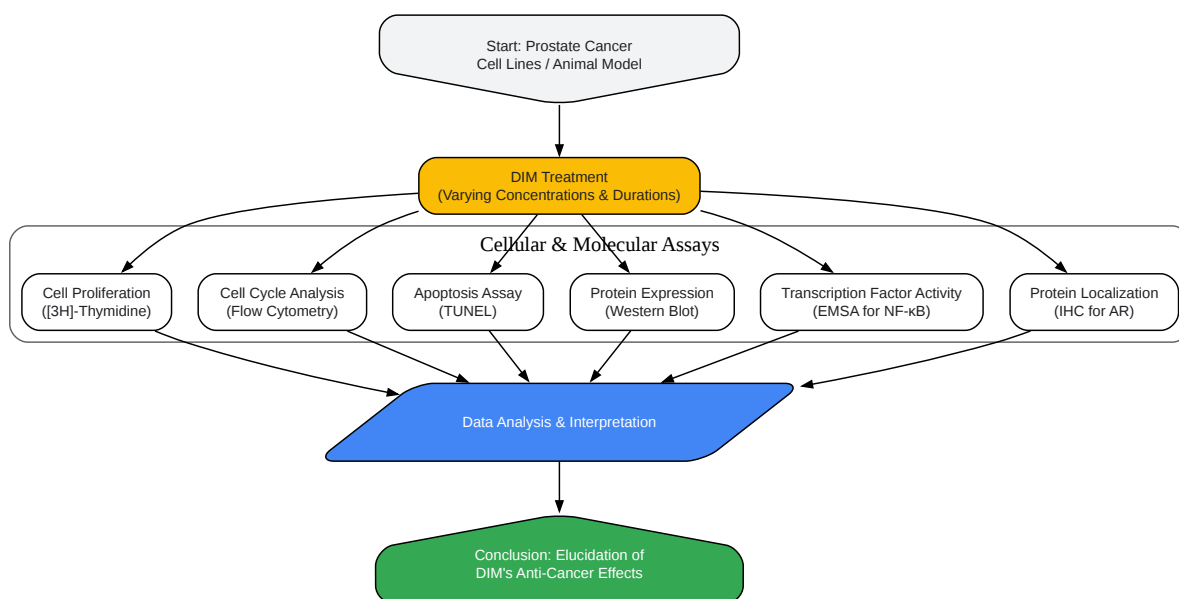 Start: Prostate Cancer
Cell Lines / Animal Model
DIM Treatment
(Varying Concentrations & Durations)
Cellular & Molecular Assays
Cell Proliferation
([3H]-Thymidine)
Cell Cycle Analysis
(Flow Cytometry)
Apoptosis Assay
(TUNEL)
Protein Expression
(Western Blot)
Transcription Factor Activity
(EMSA for NF-κB)
Protein Localization
(IHC for AR)
Data Analysis & Interpretation
Conclusion: Elucidation of
DIM's Anti-Cancer Effects